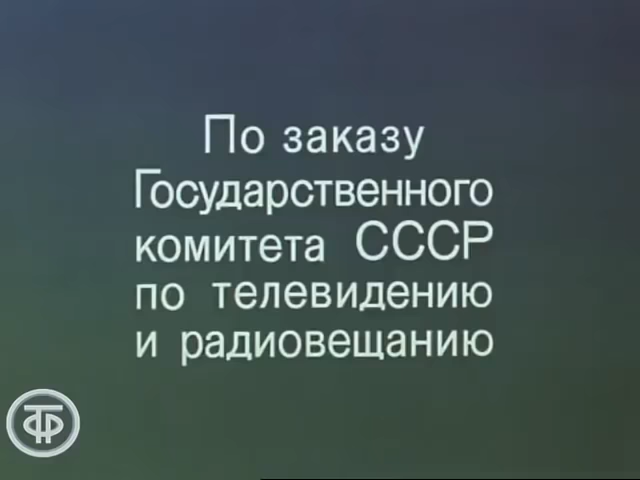 По заказу
Государственного
комитета СССР
по телевидению
и радиовещанию